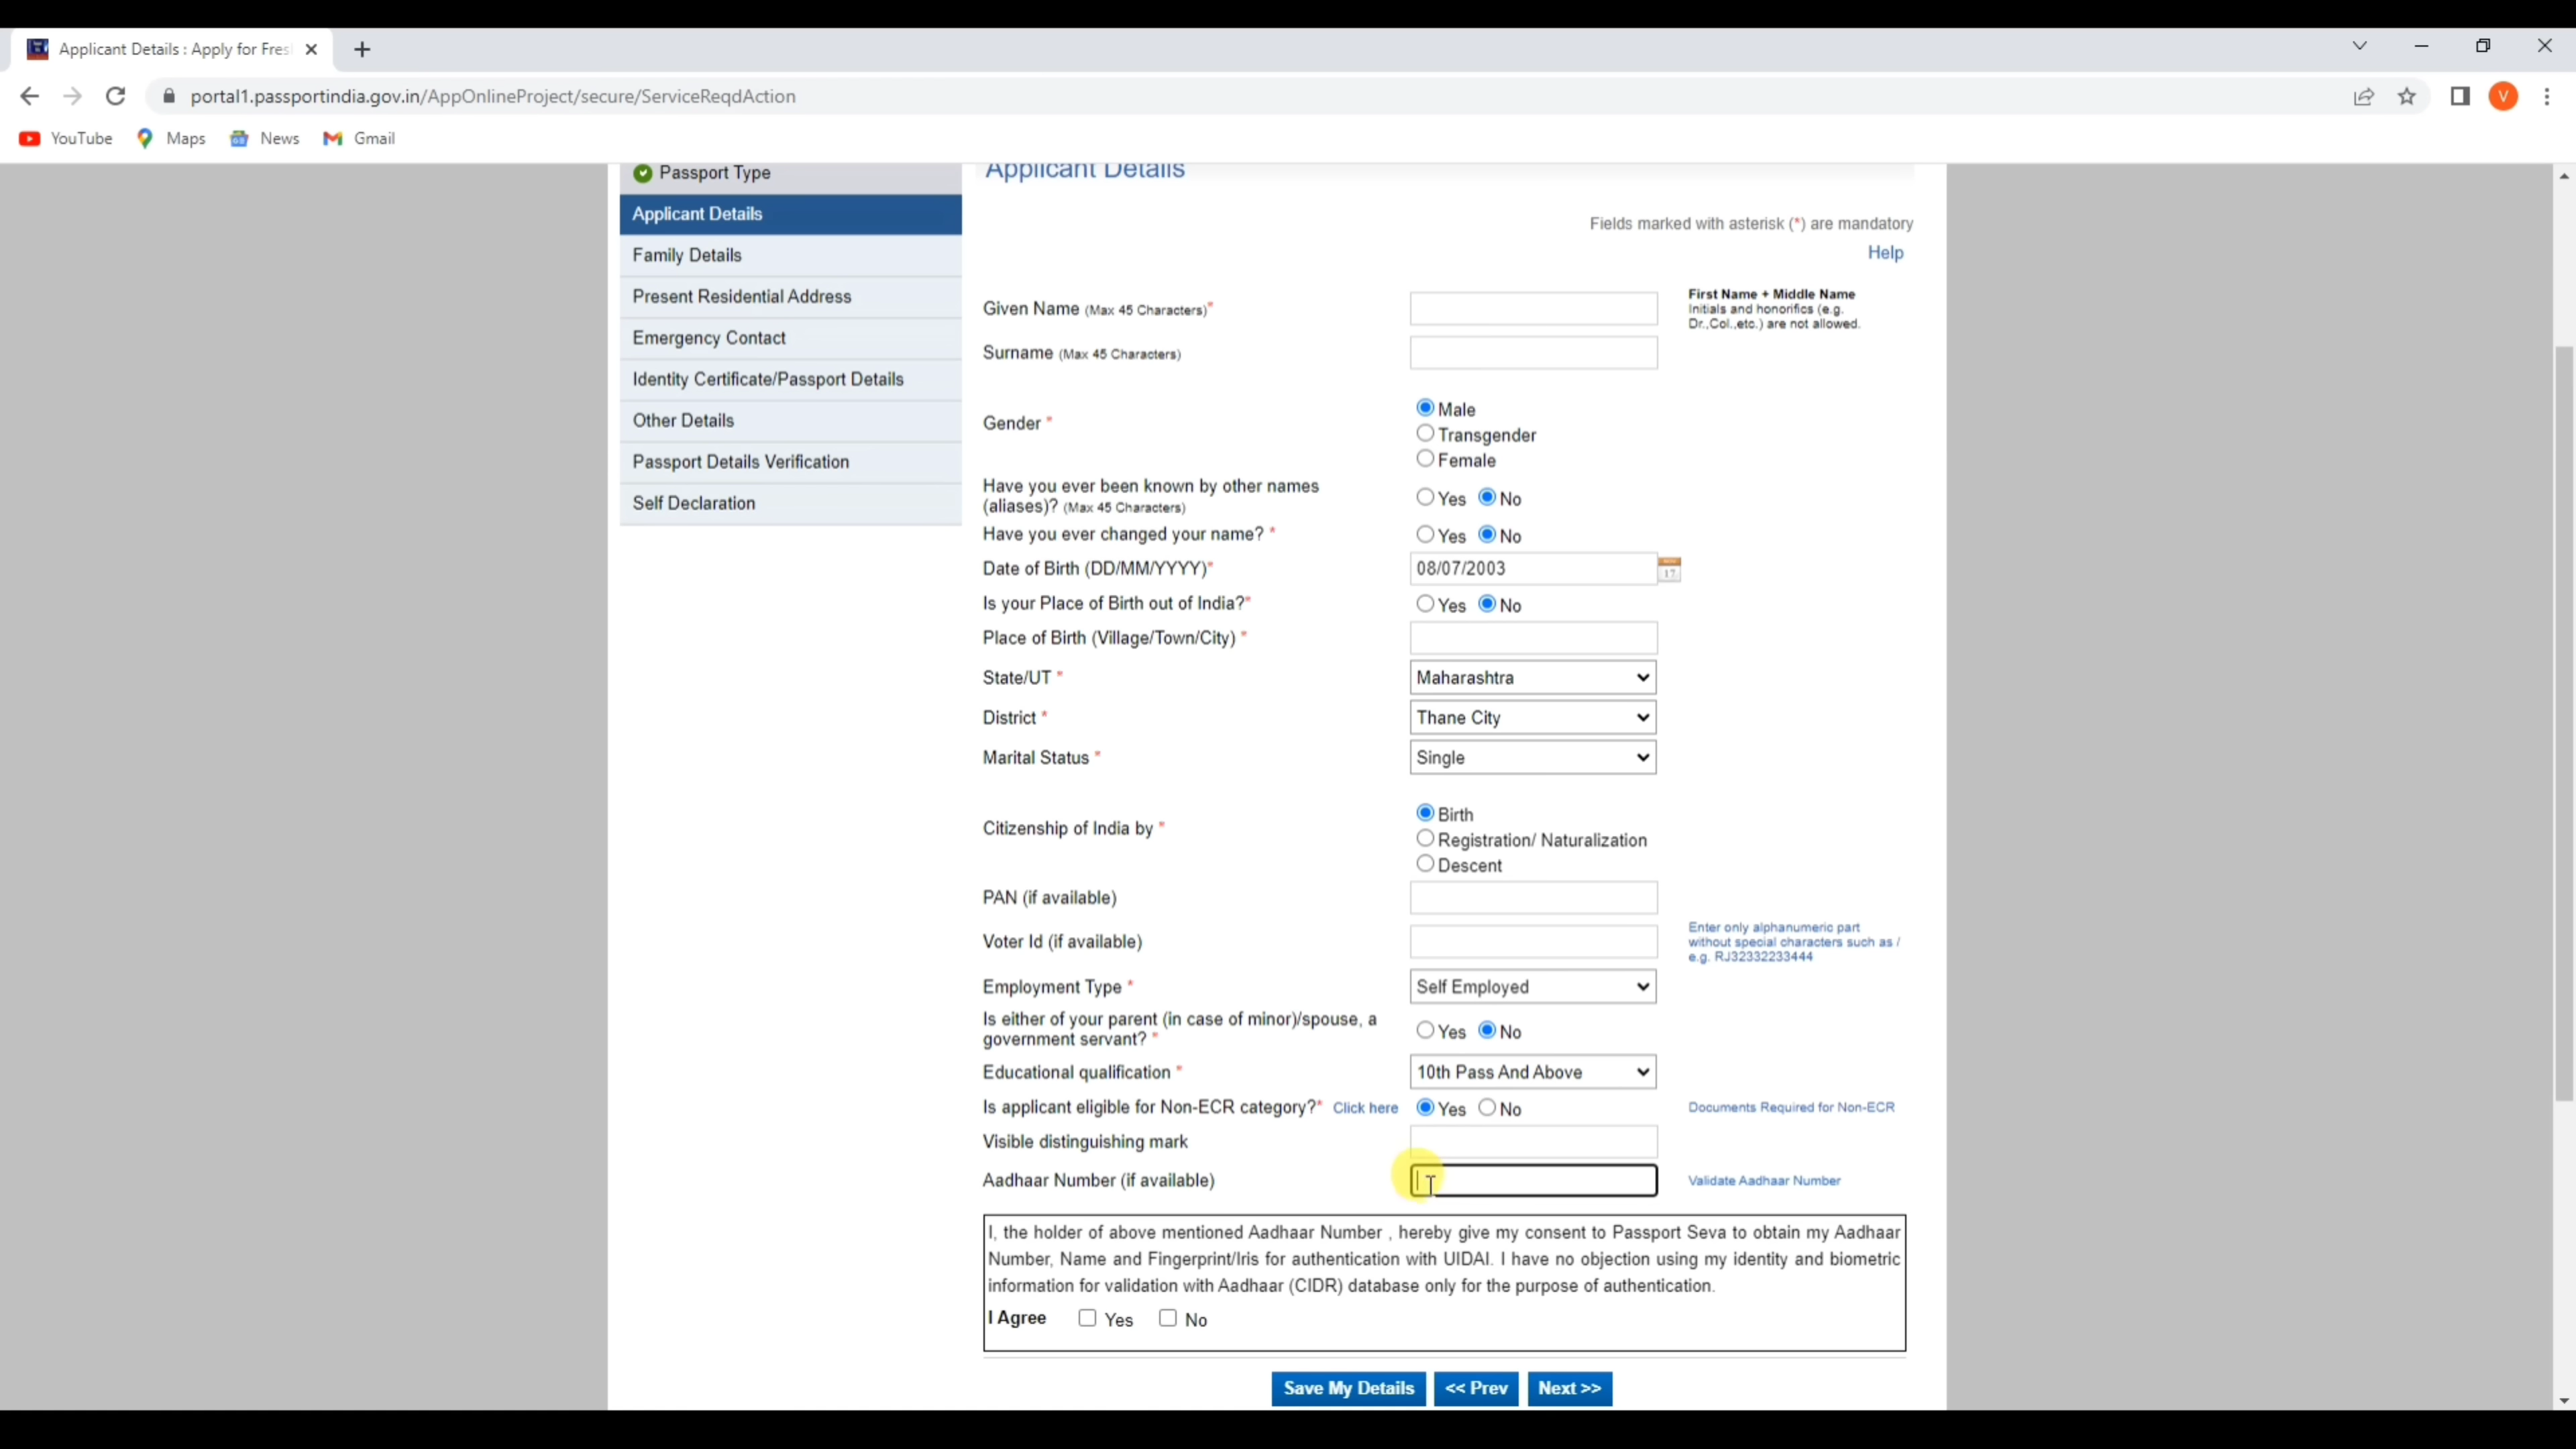 Applicant Details : Apply for Fres
portal1.passportindia.gov.in/AppOnlineProject/secure/ServiceReqdAction
V
YouTube Maps News Gmail
Passport Type
Applicant Details
Family Details
Present Residential Address
Emergency Contact
Identity Certificate/Passport Details
Other Details
Passport Details Verification
Self Declaration
Applicant Details
Fields marked with asterisk (*) are mandatory
Help
Given Name (Max 45 Characters)*
First Name + Middle Name
Initials and honorifics (e.g.
Dr.,Col.,etc.) are not allowed.
Surname (Max 45 Characters)
Gender *
Male
Transgender
Female
Have you ever been known by other names
(aliases)? (Max 45 Characters)
Yes No
Have you ever changed your name? * Yes No
Date of Birth (DD/MM/YYYY)* 08/07/2003 17
Is your Place of Birth out of India?* Yes No
Place of Birth (Village/Town/City) *
State/UT * Maharashtra
District * Thane City
Marital Status * Single
Citizenship of India by *
Birth
Registration/ Naturalization
Descent
PAN (if available)
Voter Id (if available)
Enter only alphanumeric part
without special characters such as /
e.g. RJ32332233444
Employment Type * Self Employed
Is either of your parent (in case of minor)/spouse, a
government servant? *
Yes No
Educational qualification * 10th Pass And Above
Is applicant eligible for Non-ECR category?* Click here Yes No Documents Required for Non-ECR
Visible distinguishing mark
Aadhaar Number (if available) Validate Aadhaar Number
I, the holder of above mentioned Aadhaar Number , hereby give my consent to Passport Seva to obtain my Aadhaar
Number, Name and Fingerprint/Iris for authentication with UIDAI. I have no objection using my identity and biometric
information for validation with Aadhaar (CIDR) database only for the purpose of authentication.
I Agree Yes No
Save My Details << Prev Next >>